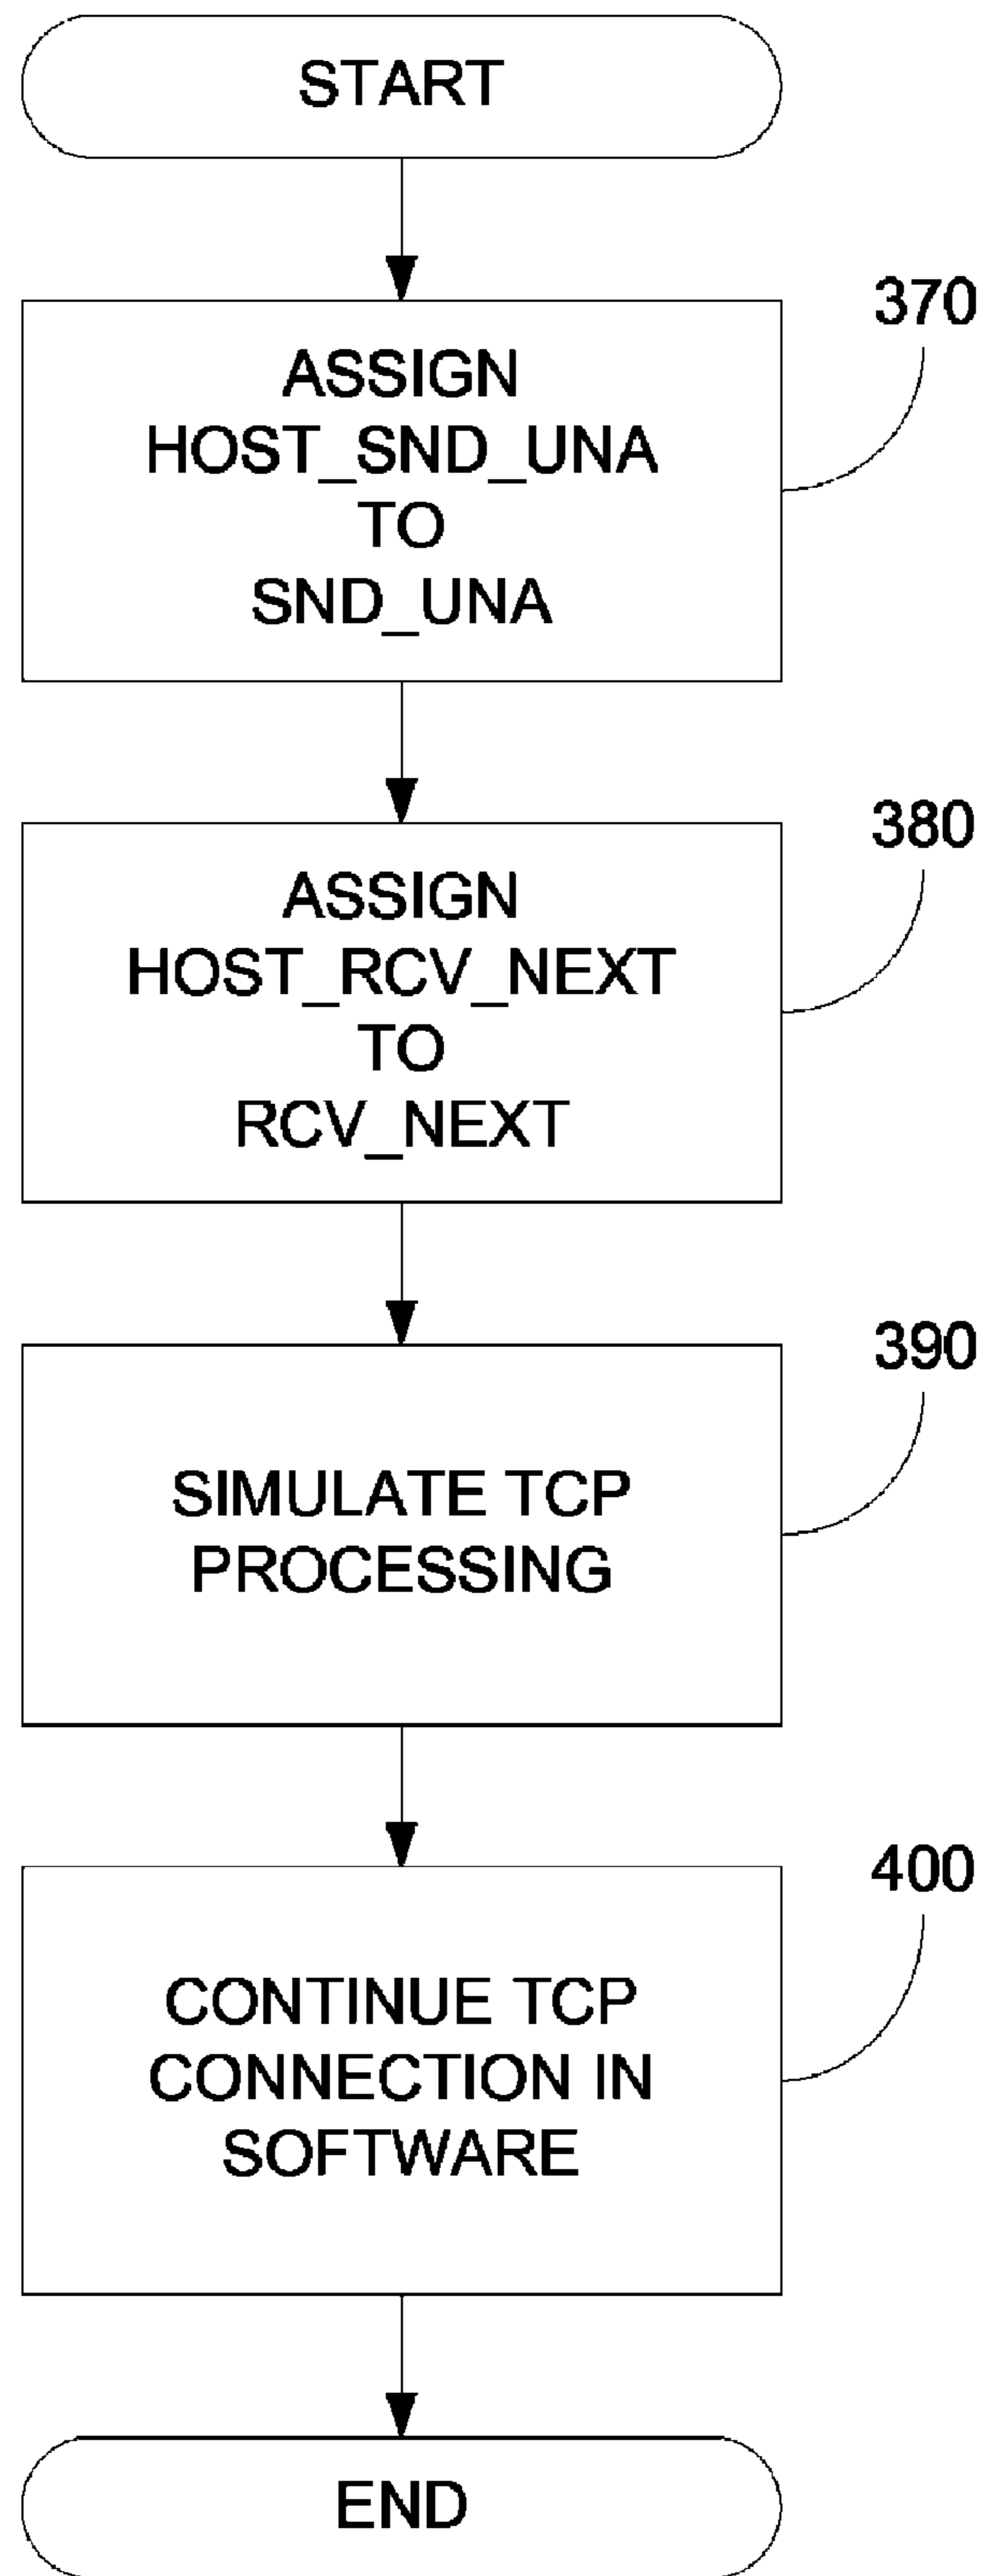 START
370
ASSIGN
HOST_SND_UNA
TO
SND_UNA
380
ASSIGN
HOST_RCV_NEXT
TO
RCV_NEXT
390
SIMULATE TCP
PROCESSING
400
CONTINUE TCP
CONNECTION IN
SOFTWARE
END